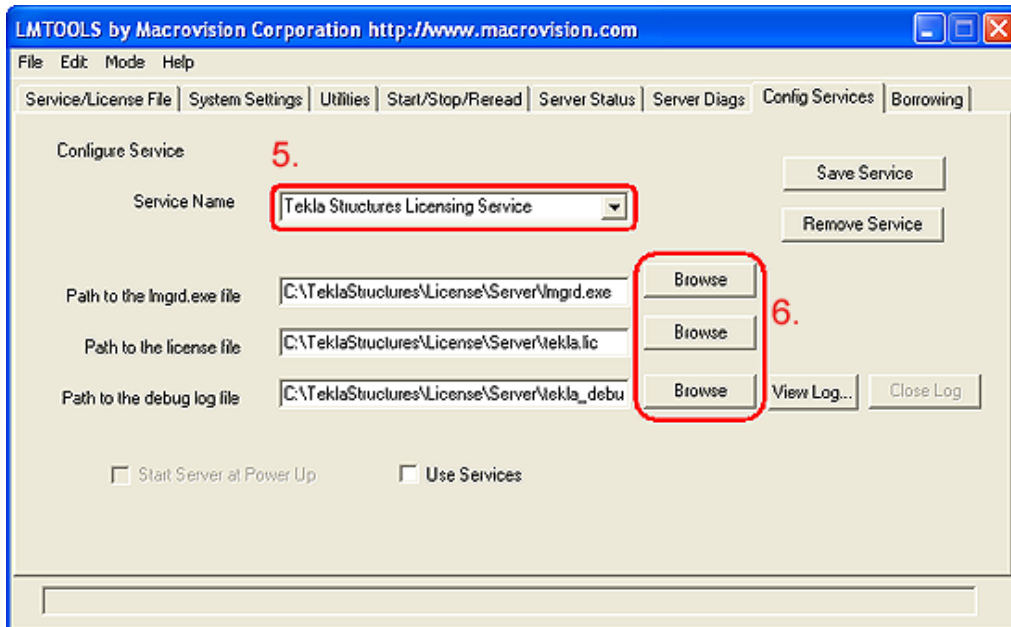 LMTOOLS by Macrovision Corporation http://www.macrovision.com
File Edit Mode Help
Service/License File System Settings Utilities Start/Stop/Reread Server Status Server Diags Config Services Borrowing
Configure Service
5.
Save Service
Service Name
Tekla Structures Licensing Service
Remove Service
Path to the lmgrd.exe file
C:\TeklaStructures\License\Server\lmgrd.exe
Browse
6.
Path to the license file
C:\TeklaStructures\License\Server\tekla.lic
Browse
Path to the debug log file
C:\TeklaStructures\License\Server\tekla_debu
Browse
View Log...
Close Log
Start Server at Power Up
Use Services